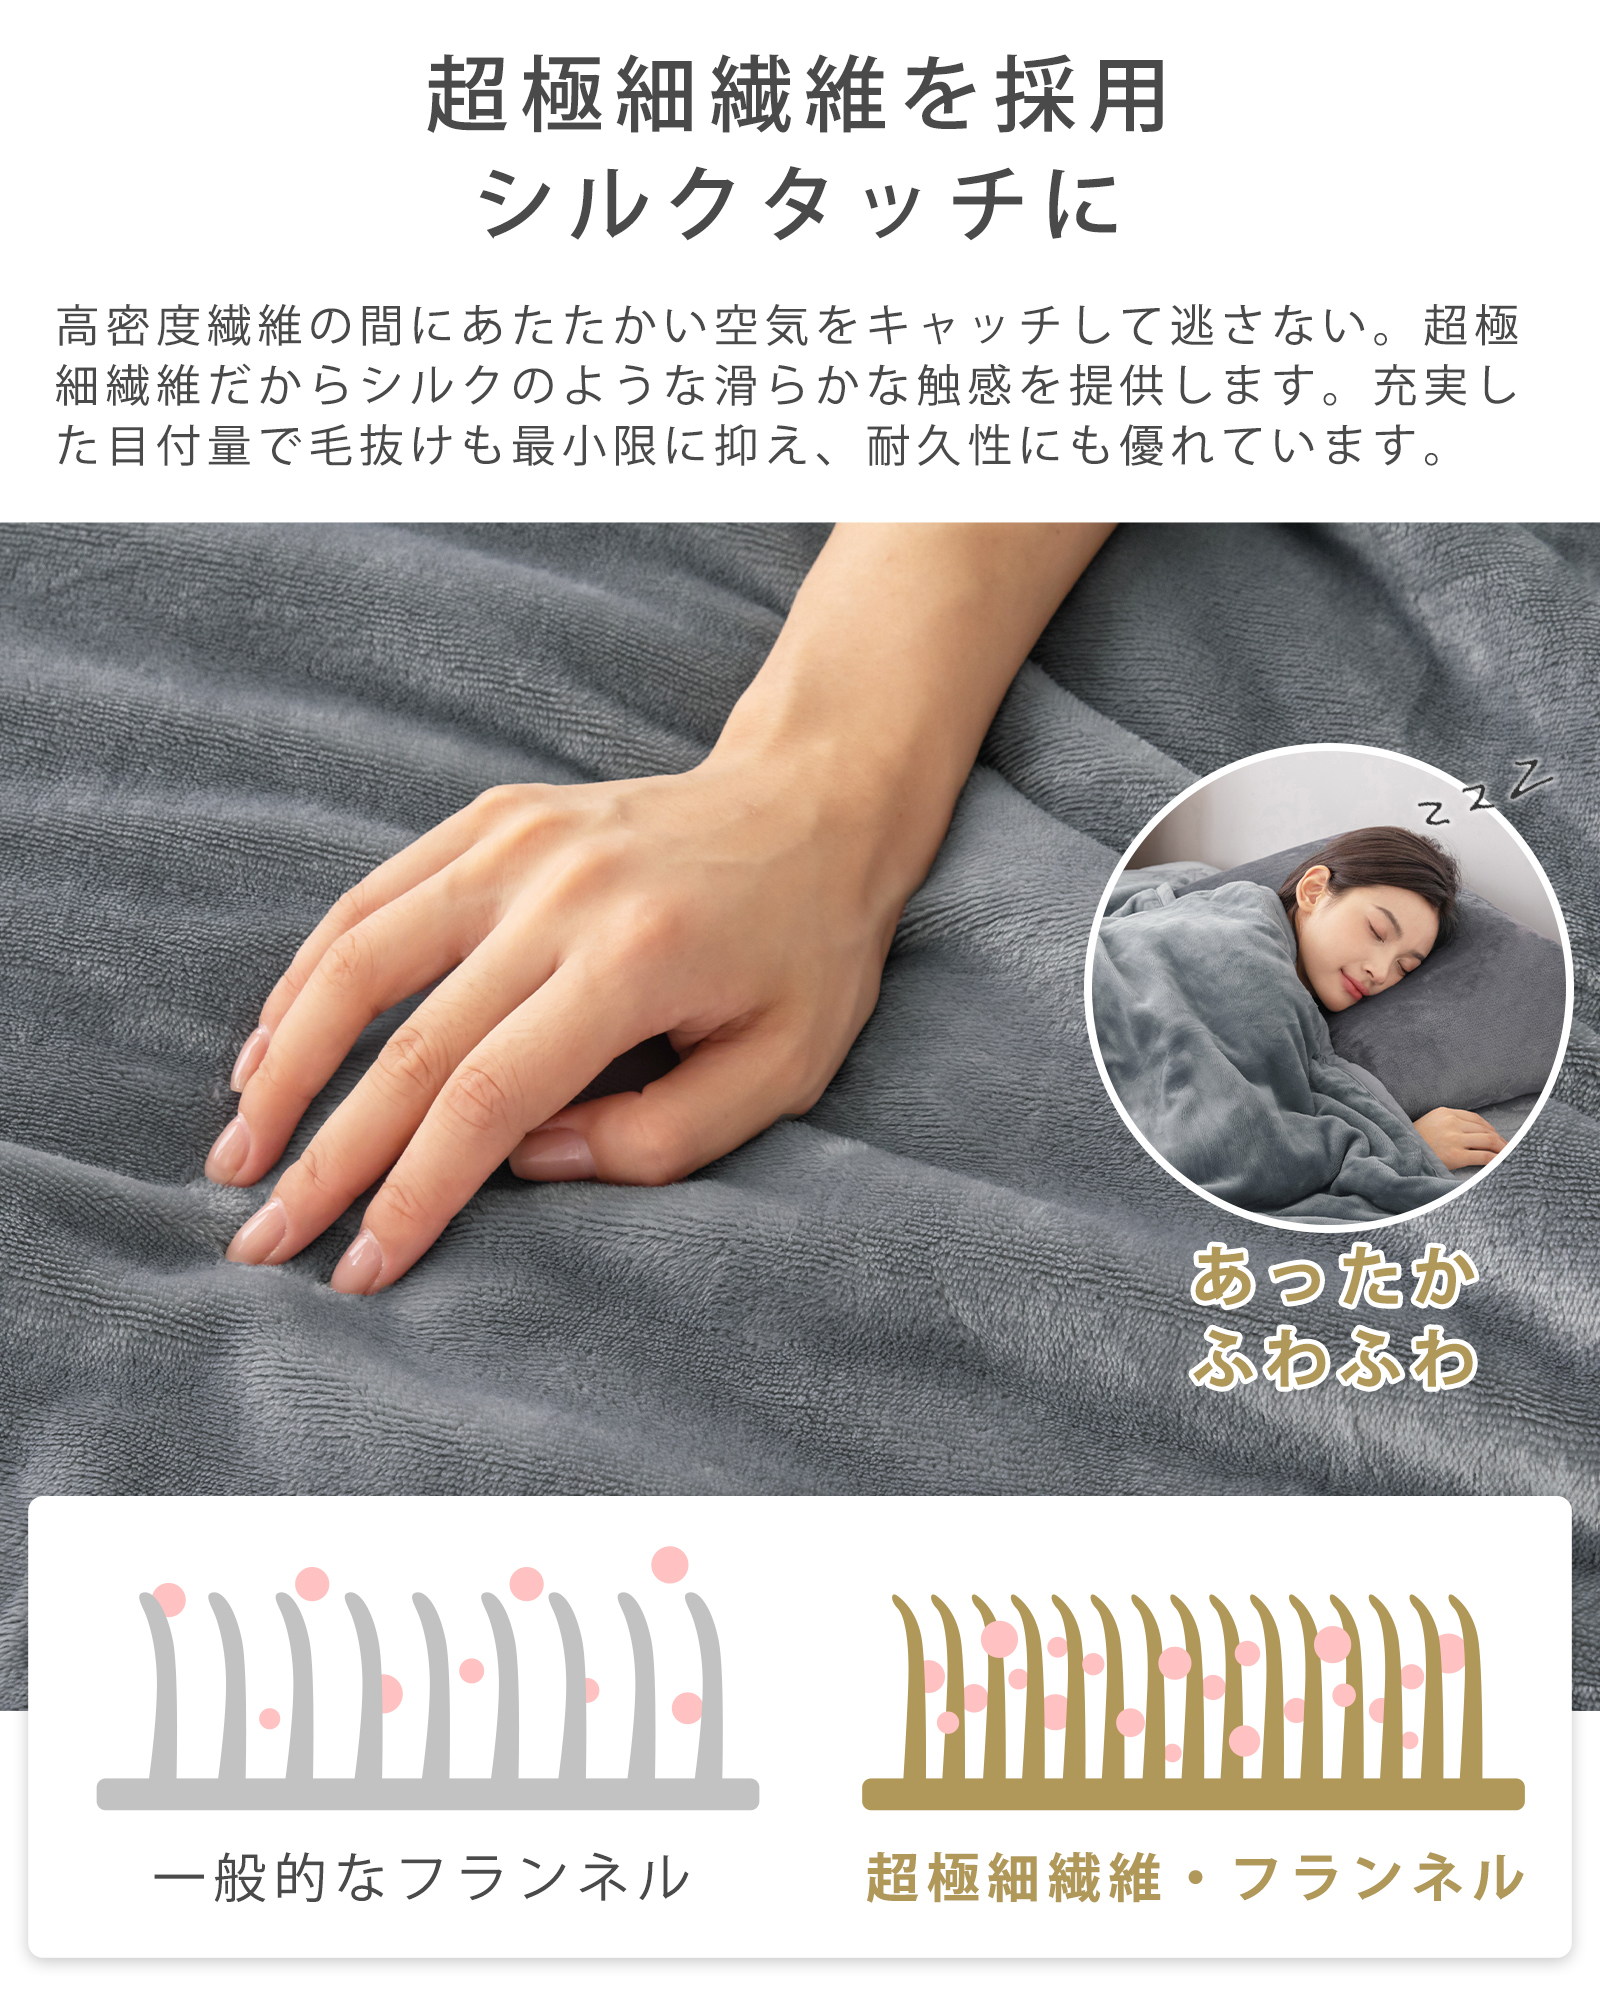 超極細繊維を採用
シルクタッチに
高密度繊維の間にあたたかい空気をキャッチして逃さない。超極
細繊維だからシルクのような滑らかな触感を提供します。充実し
た目付量で毛抜けも最小限に抑え、耐久性にも優れています。
zzz
あったか
ふわふわ
一般的なフランネル
超極細繊維・フランネル